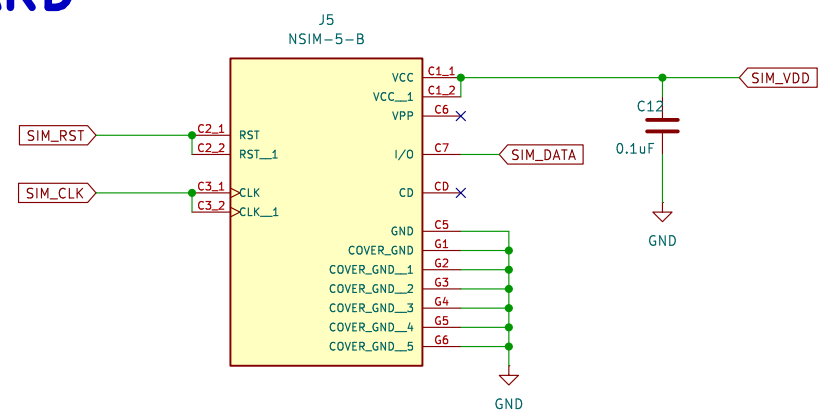 J5
NSIM-5-B
VCC C1_1
SIM_VDD
VCC__1 C1_2
C12
VPP C6
0.1uF
SIM_RST
C2_1 RST
C2_2 RST__1
I/O C7
SIM_DATA
SIM_CLK
C3_1 CLK
C3_2 CLK__1
CD CD
GND C5
GND
COVER_GND G1
COVER_GND__1 G2
COVER_GND__2 G3
COVER_GND__3 G4
COVER_GND__4 G5
COVER_GND__5 G6
GND